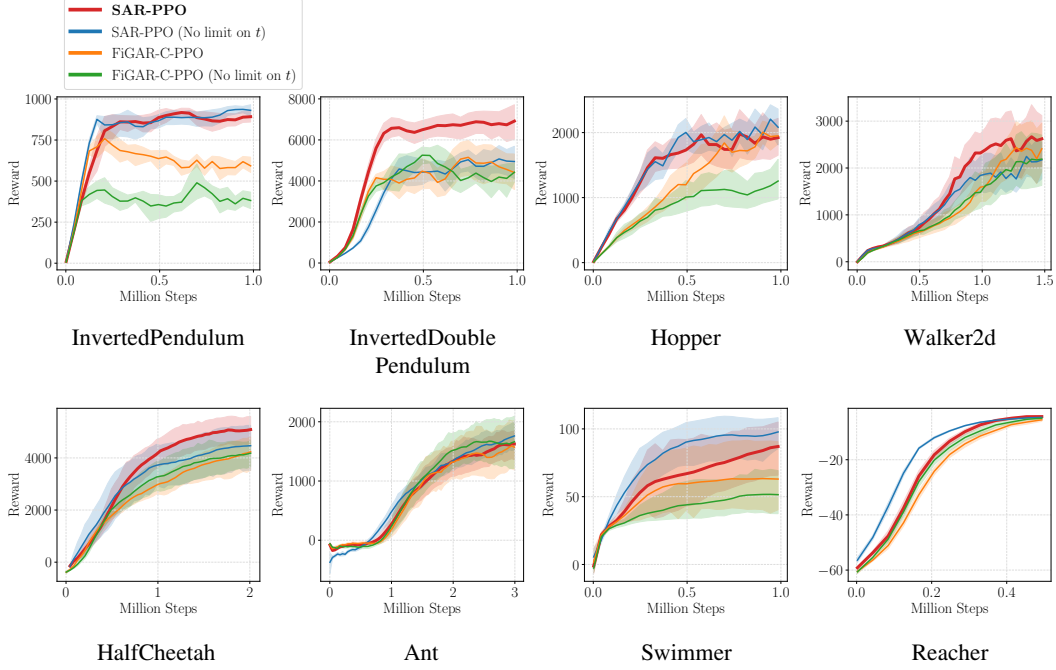 SAR-PPO
SAR-PPO (No limit on t)
FiGAR-C-PPO
FiGAR-C-PPO (No limit on t)
1000
750
500
250
0
Reward
0.0
0.5
1.0
Million Steps
InvertedPendulum
8000
6000
4000
2000
0
Reward
0.0
0.5
1.0
Million Steps
InvertedDouble
Pendulum
2000
1000
0
Reward
0.0
0.5
1.0
Million Steps
Hopper
3000
2000
1000
0
Reward
0.0
0.5
1.0
1.5
Million Steps
Walker2d
4000
2000
0
Reward
0
1
2
Million Steps
HalfCheetah
2000
1000
0
Reward
0
1
2
3
Million Steps
Ant
100
50
0
Reward
0.0
0.5
1.0
Million Steps
Swimmer
−20
−40
−60
Reward
0.0
0.2
0.4
Million Steps
Reacher